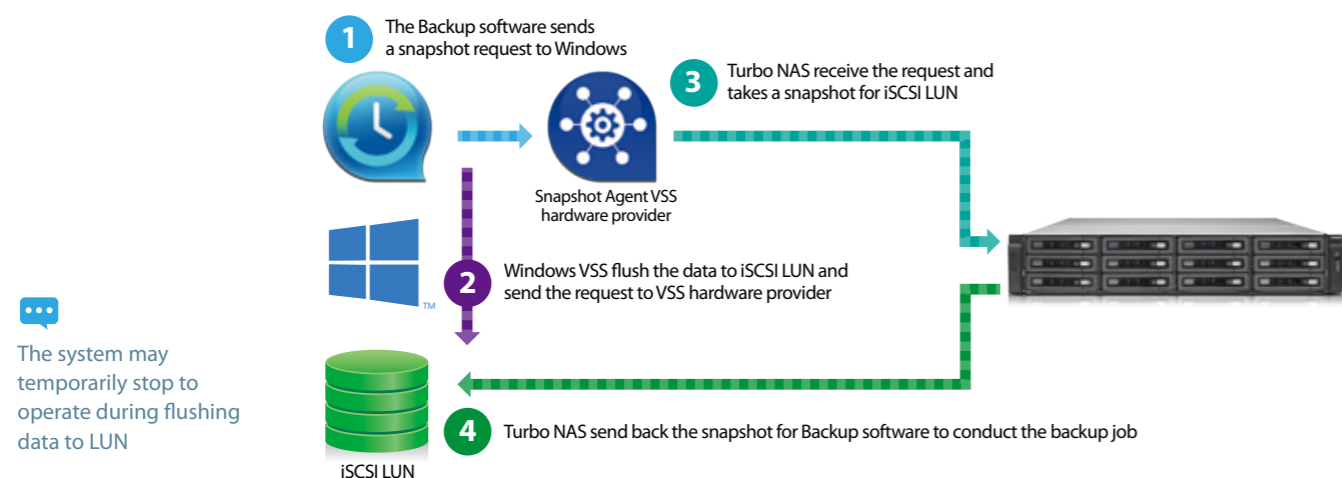 1
The Backup software sends
a snapshot request to Windows
3
Turbo NAS receive the request and
takes a snapshot for iSCSI LUN
Snapshot Agent VSS
hardware provider
2
Windows VSS flush the data to iSCSI LUN and
send the request to VSS hardware provider
TM
The system may
temporarily stop to
operate during flushing
data to LUN
4
Turbo NAS send back the snapshot for Backup software to conduct the backup job
iSCSI LUN